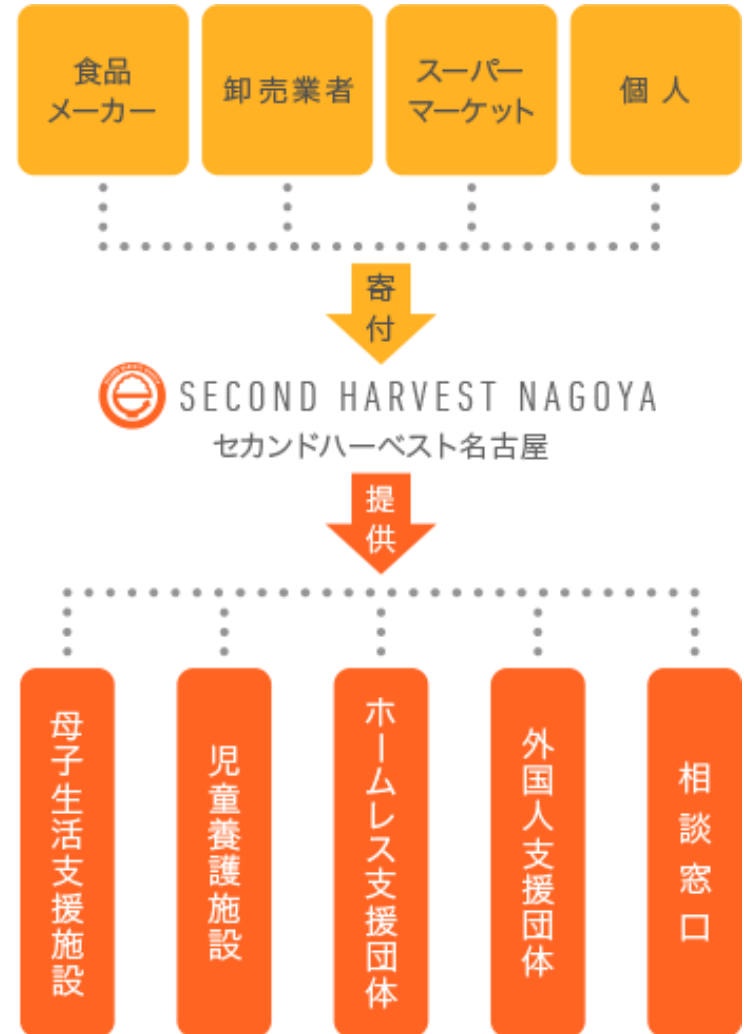 食品
メーカー
卸売業者
スーパー
マーケット
個人
寄付
SECOND HARVEST NAGOYA
セカンドハーベスト名古屋
提供
母子生活支援施設
児童養護施設
ホームレス支援団体
外国人支援団体
相談窓口